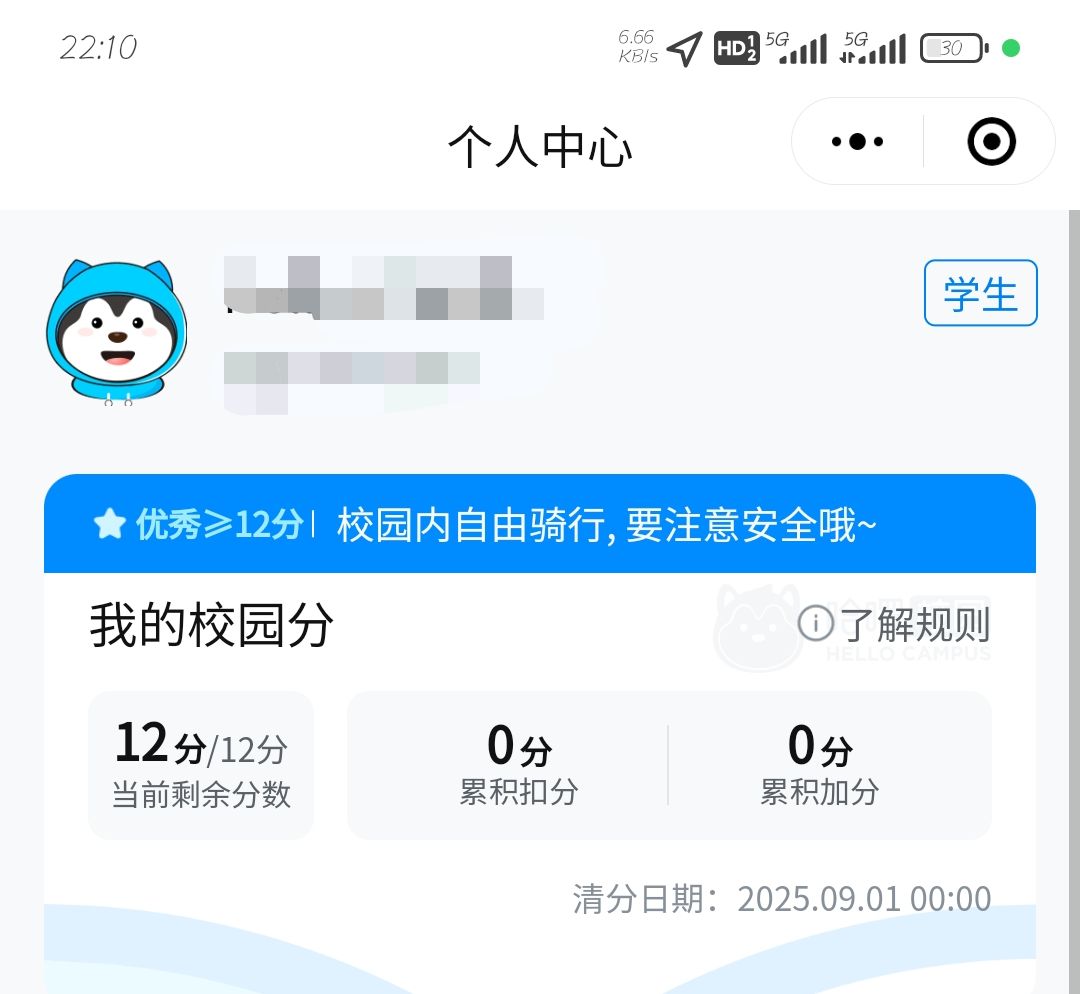 22:10
6.66
KB/s
HD 1 2
5G
5G
30
个人中心
学生
优秀≥12分
校园内自由骑行, 要注意安全哦~
我的校园分
了解规则
HELLO CAMPUS
12分/12分
当前剩余分数
0分
累积扣分
0分
累积加分
清分日期：2025.09.01 00:00